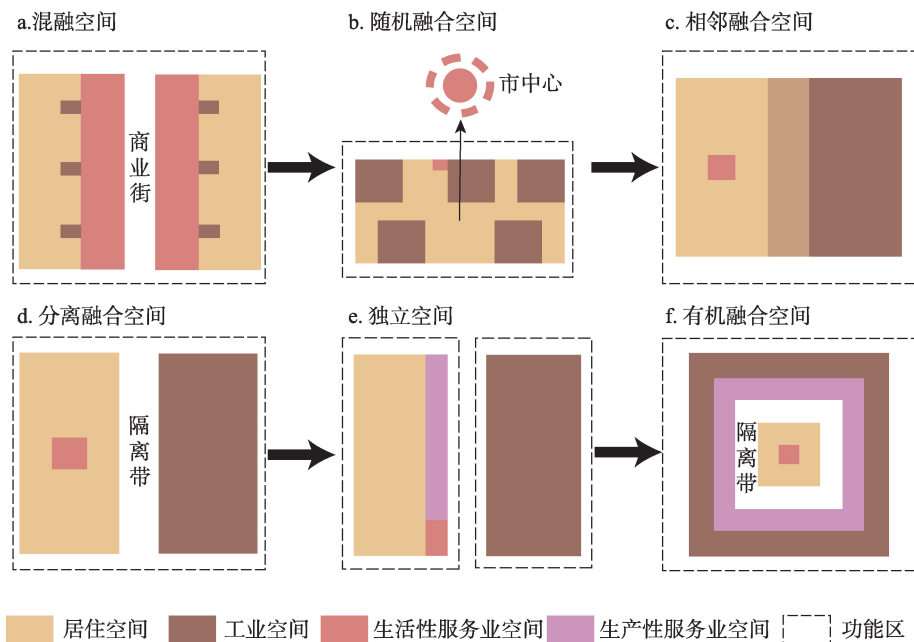 a.混融空间
b. 随机融合空间
c. 相邻融合空间
市中心
商业街
d. 分离融合空间
e. 独立空间
f. 有机融合空间
隔离带
隔离带
居住空间
工业空间
生活性服务业空间
生产性服务业空间
功能区